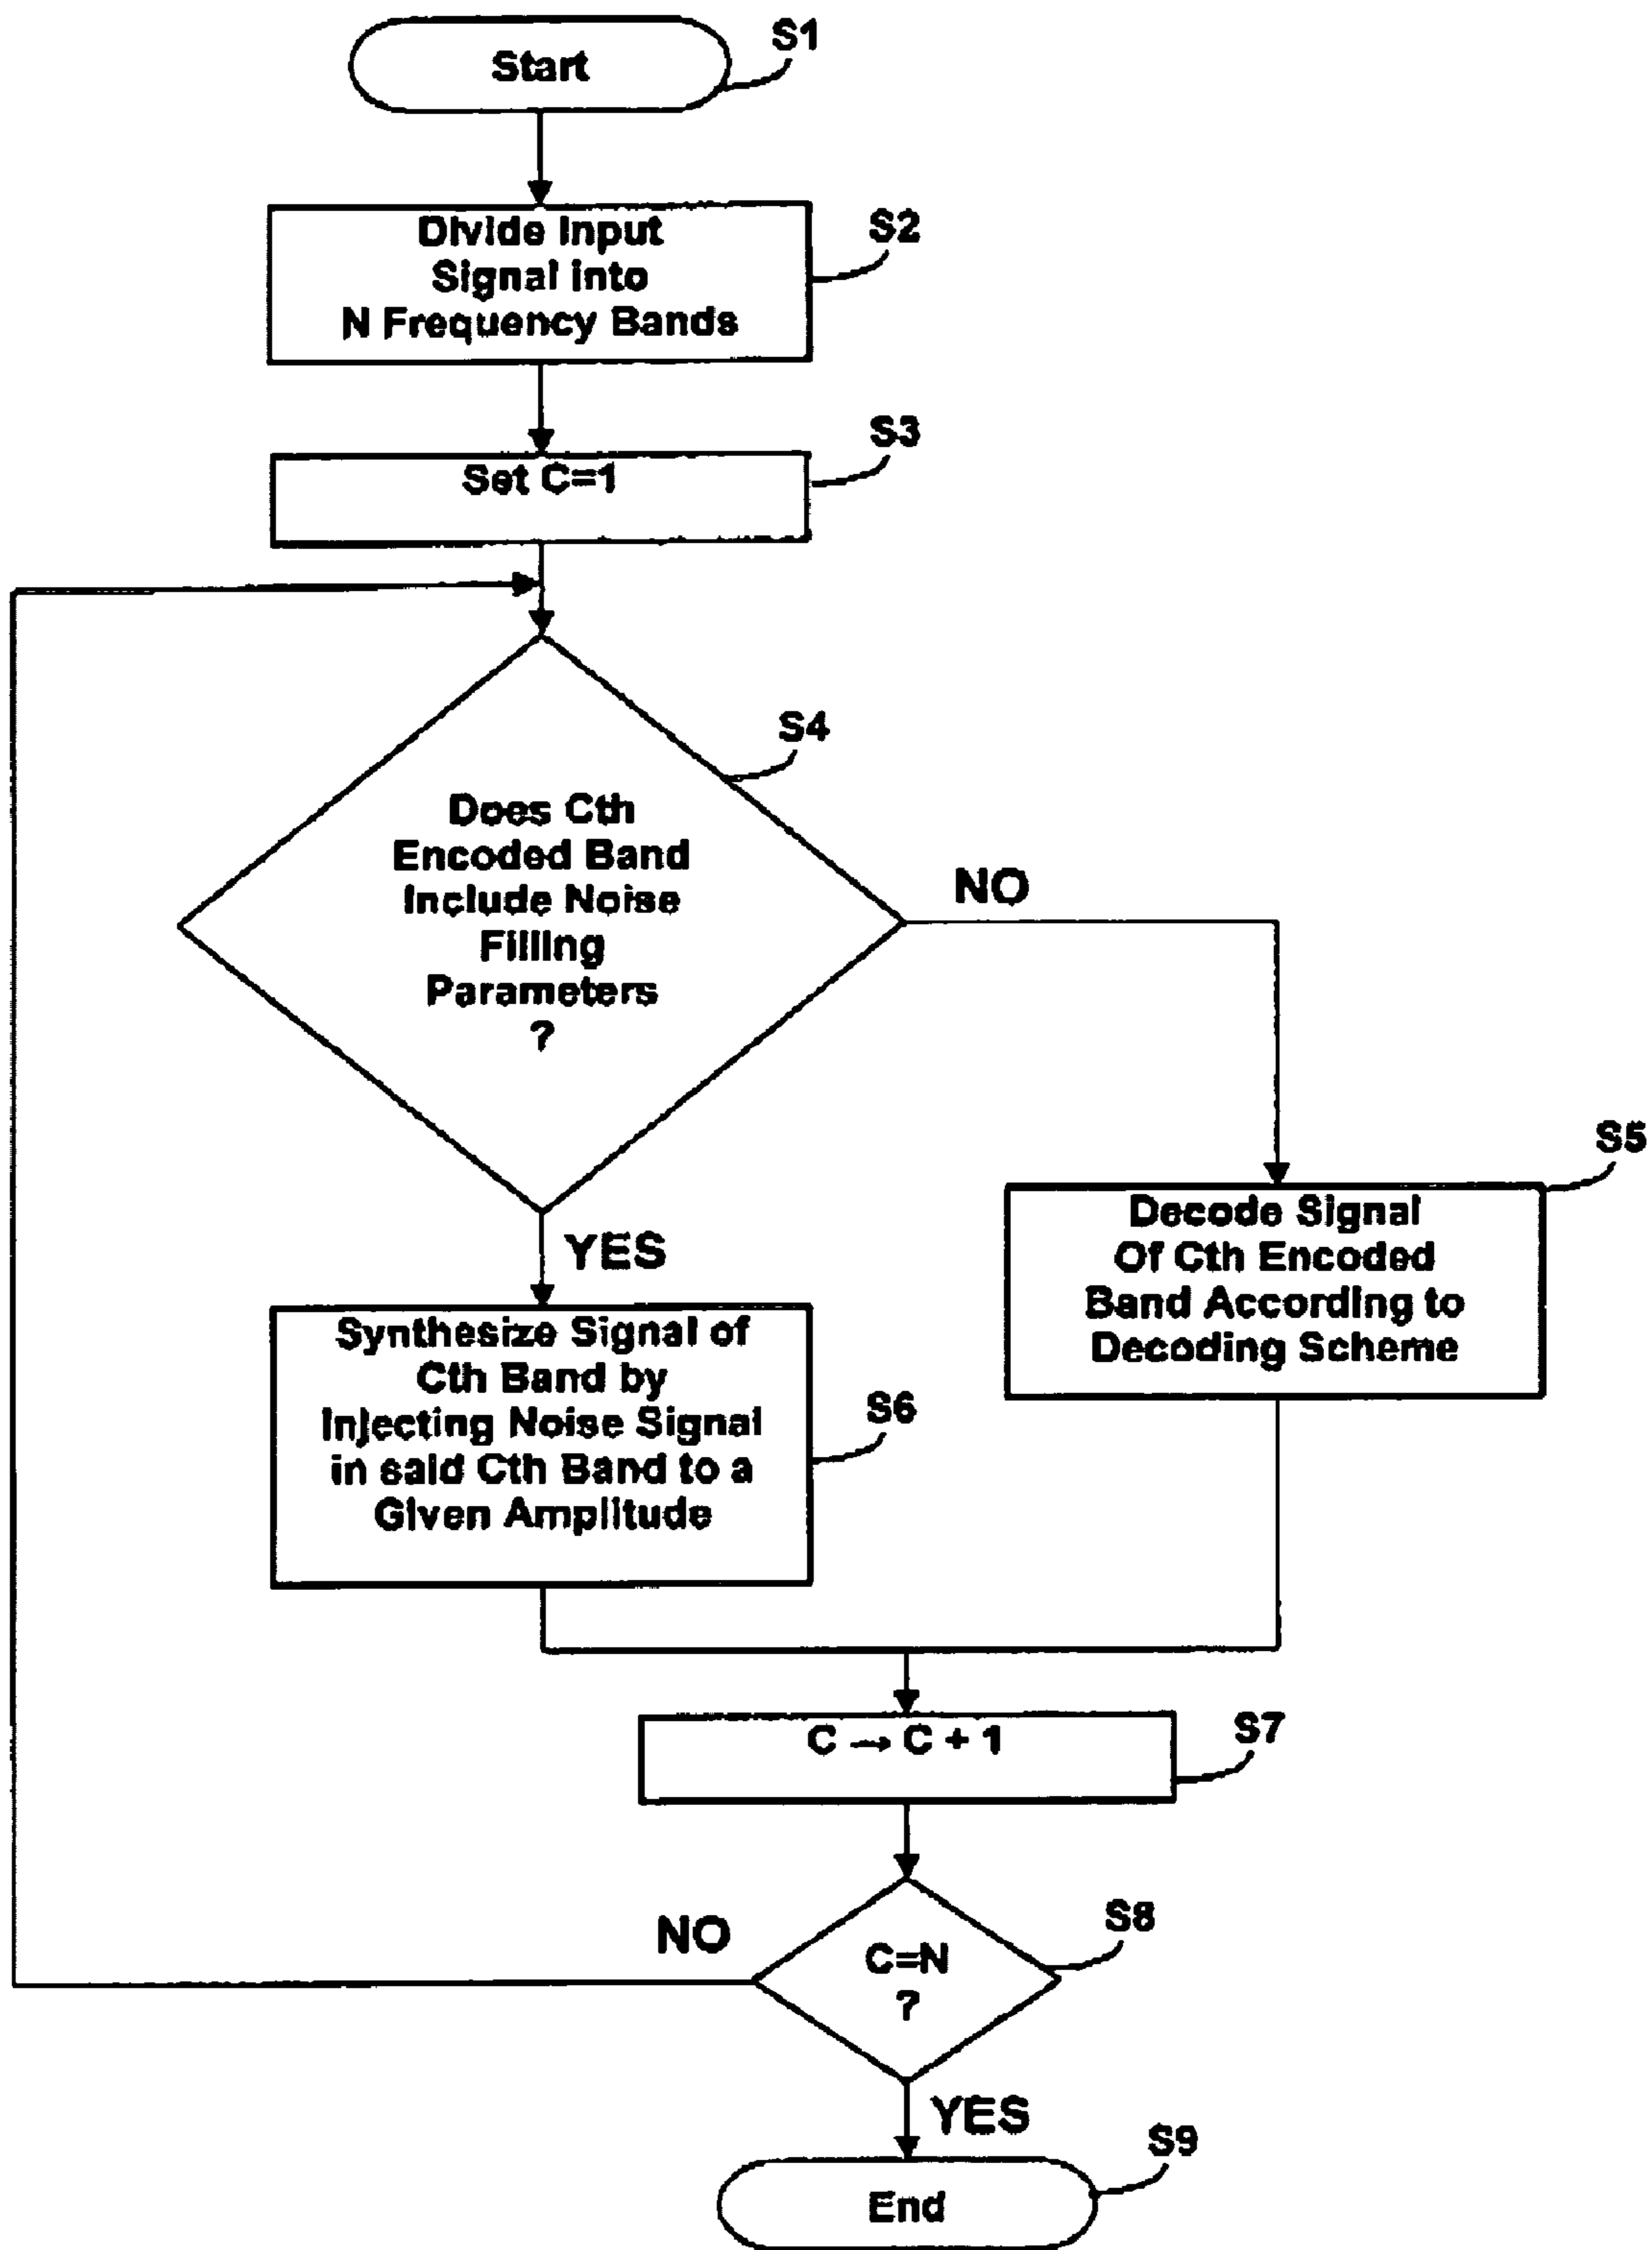 Start
S1
Divide Input
Signal into
N Frequency Bands
S2
Set C=1
S3
Does Cth
Encoded Band
Include Noise
Filling
Parameters
?
S4
NO
YES
Decode Signal
Of Cth Encoded
Band According to
Decoding Scheme
S5
Synthesize Signal of
Cth Band by
Injecting Noise Signal
in said Cth Band to a
Given Amplitude
S6
C → C + 1
S7
C=N
?
S8
NO
YES
End
S9